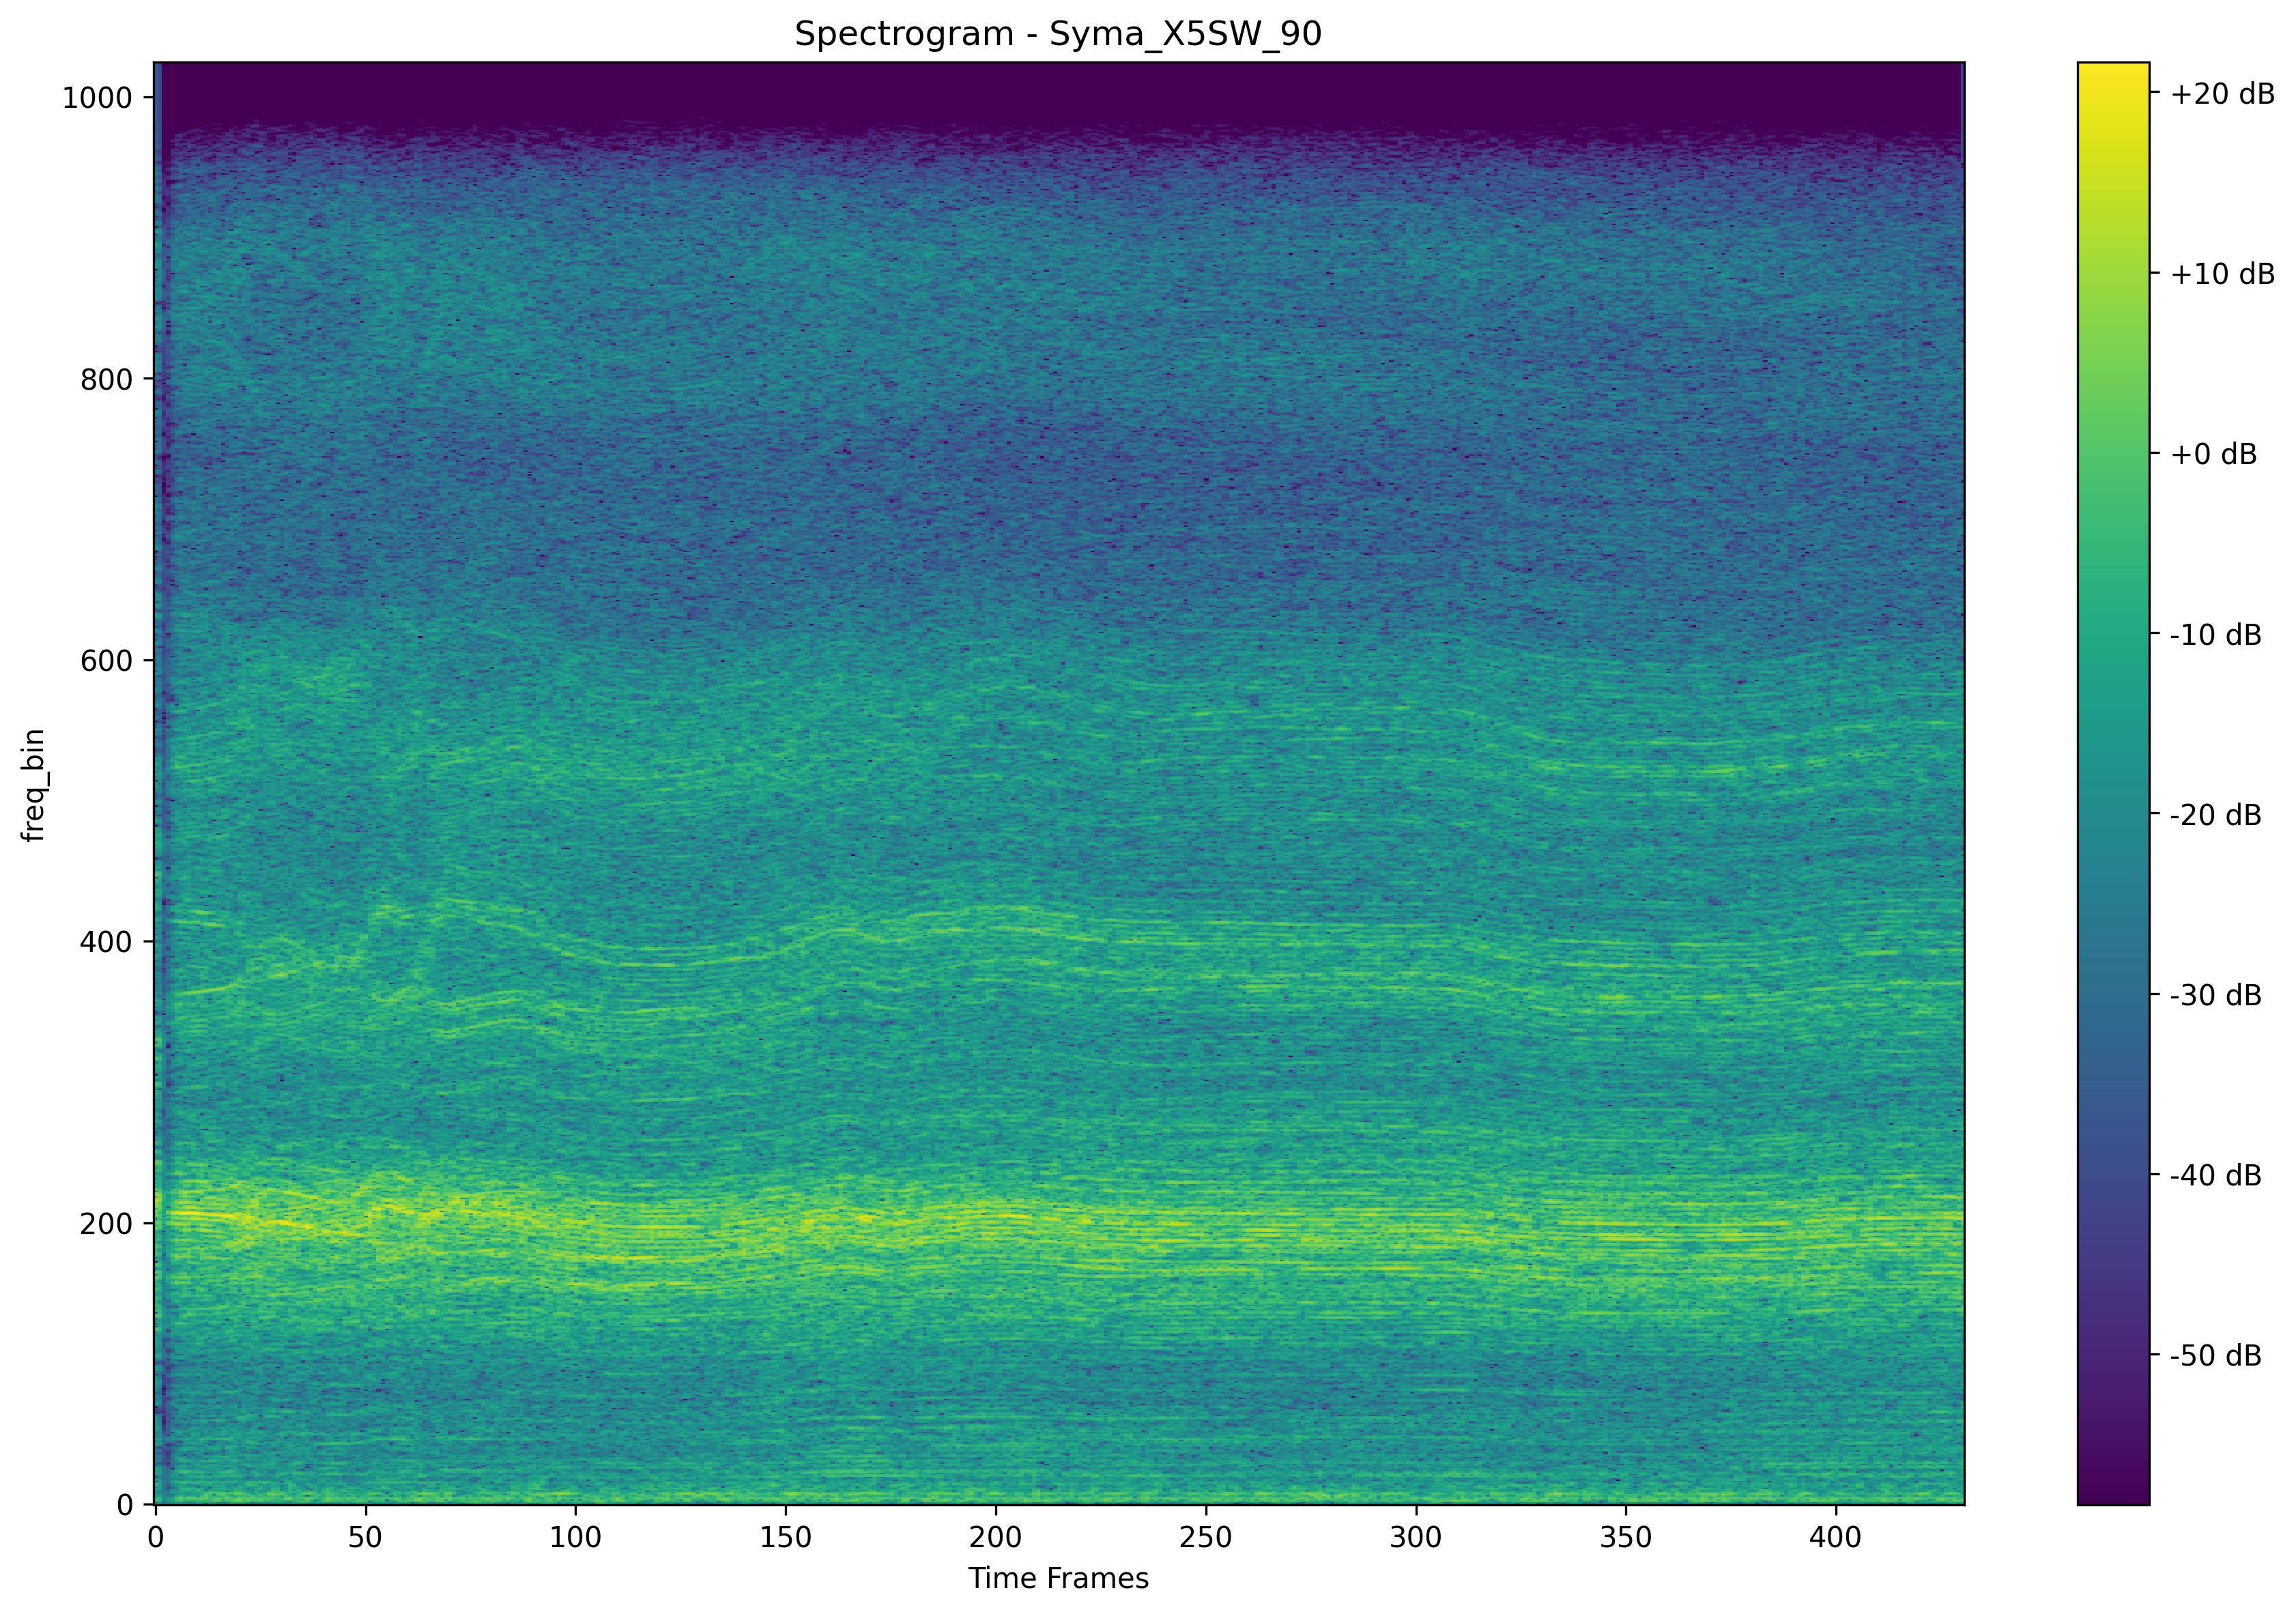 Spectrogram - Syma_X5SW_90
1000
800
600
400
200
0
freq_bin
0 50 100 150 200 250 300 350 400
Time Frames
+20 dB
+10 dB
+0 dB
-10 dB
-20 dB
-30 dB
-40 dB
-50 dB